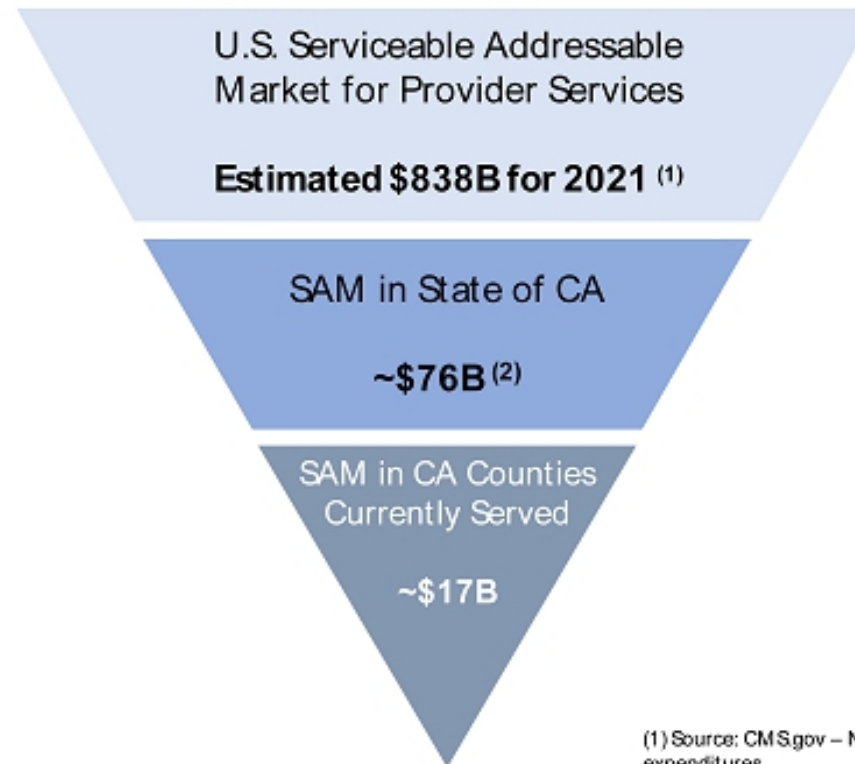 U.S. Serviceable Addressable
Market for Provider Services
Estimated $838B for 2021 (1)
SAM in State of CA
~$76B (2)
SAM in CA Counties
Currently Served
~$17B
(1) Source: CMS.gov –
expenditures